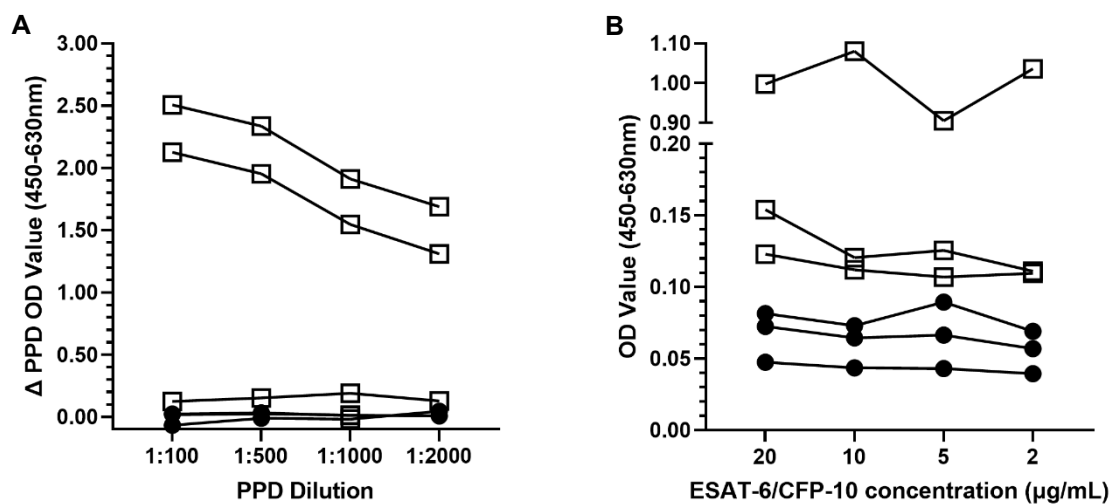 A
3.00
2.50
2.00
1.50
1.00
0.50
0.00
Δ PPD OD Value (450-630nm)
1:100 1:500 1:1000 1:2000
PPD Dilution
B
1.10
1.00
0.90
0.20
0.15
0.10
0.05
0.00
OD Value (450-630nm)
20 10 5 2
ESAT-6/CFP-10 concentration (µg/mL)